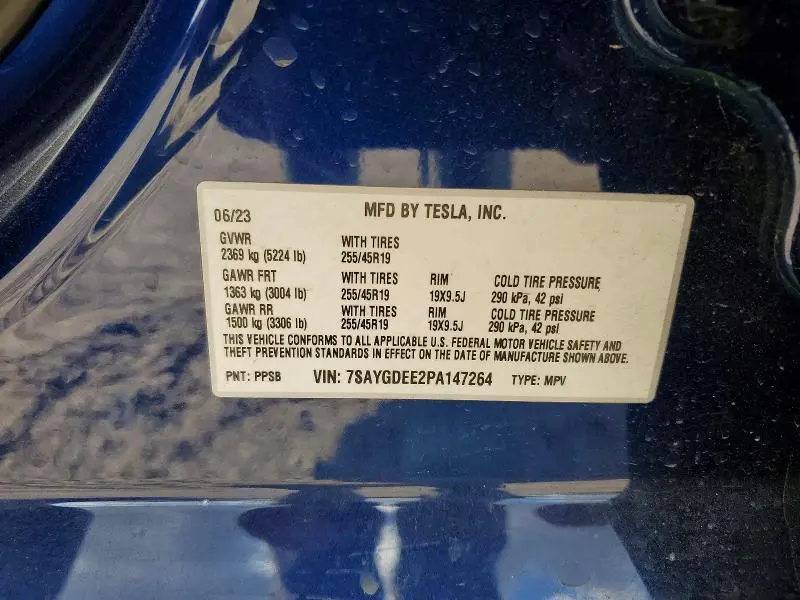 06/23 MFD BY TESLA, INC.
GVWR WITH TIRES
2369 kg (5224 lb) 255/45R19
GAWR FRT WITH TIRES RIM COLD TIRE PRESSURE
1363 kg (3004 lb) 255/45R19 19X9.5J 290 kPa, 42 psi
GAWR RR WITH TIRES RIM COLD TIRE PRESSURE
1500 kg (3306 lb) 255/45R19 19X9.5J 290 kPa, 42 psi
THIS VEHICLE CONFORMS TO ALL APPLICABLE U.S. FEDERAL MOTOR VEHICLE SAFETY AND
THEFT PREVENTION STANDARDS IN EFFECT ON THE DATE OF MANUFACTURE SHOWN ABOVE.
PNT: PPSB VIN: 7SAYGDEE2PA147264 TYPE: MPV